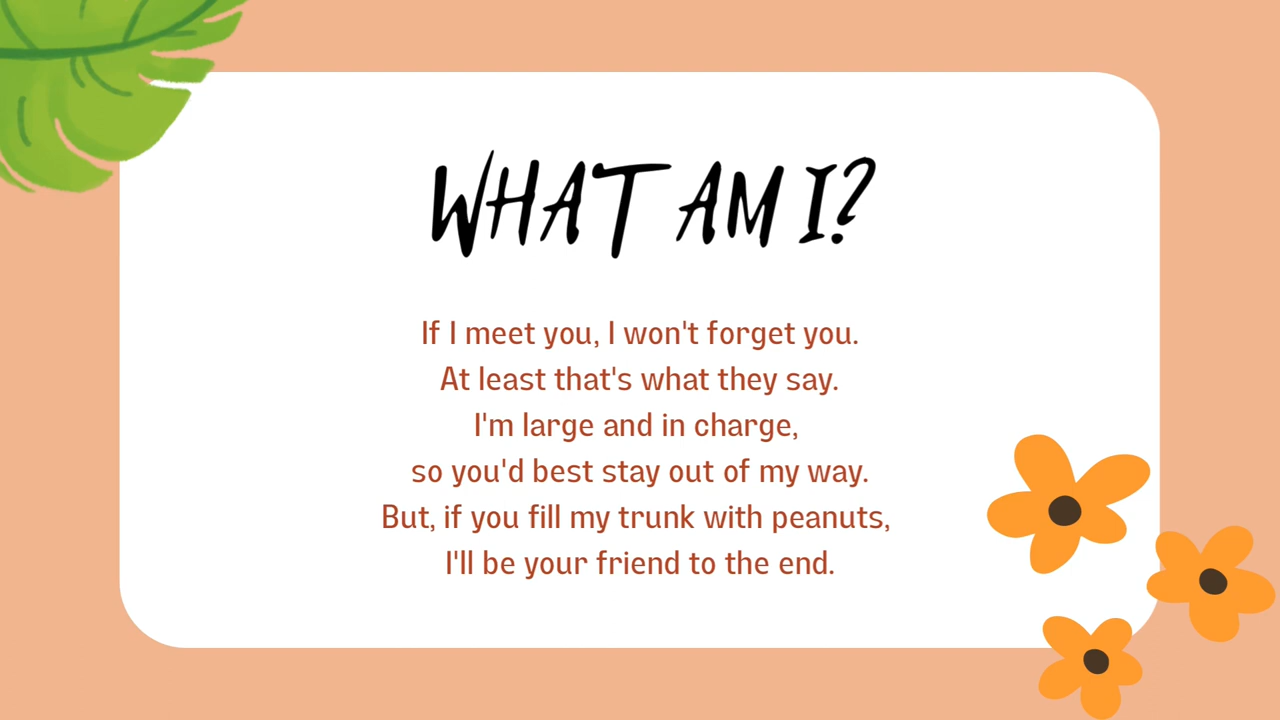 WHAT AM I?
If I meet you, I won't forget you.
At least that's what they say.
I'm large and in charge,
so you'd best stay out of my way.
But, if you fill my trunk with peanuts,
I'll be your friend to the end.